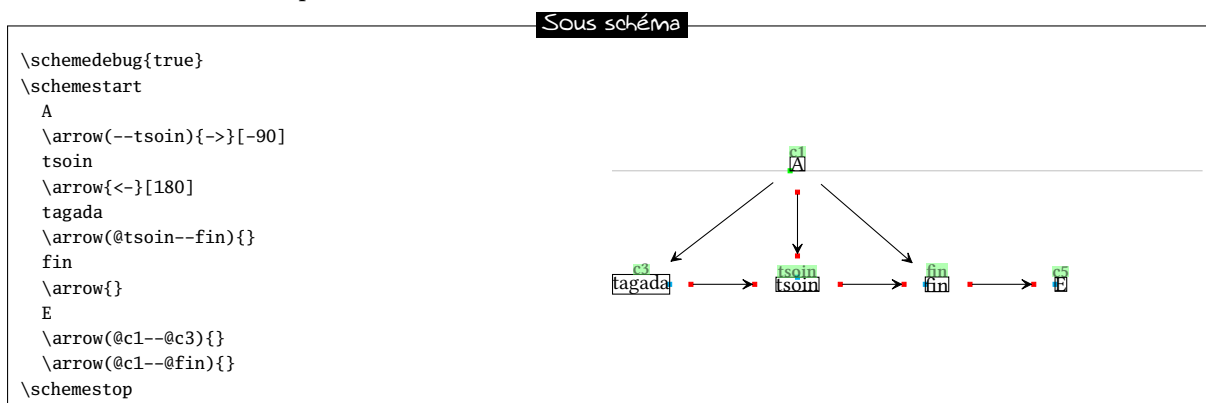 Sous schéma
\schemedebug{true}
\schemestart
A
\arrow(--tsoin){->}[-90]
tsoin
\arrow{<-}[180]
tagada
\arrow(@tsoin--fin){}
fin
\arrow{}
E
\arrow(@c1--@c3){}
\arrow(@c1--@fin){}
\schemestop
c1
A
c3
tsoin
fin
c5
tagada
tsoin
fin
E